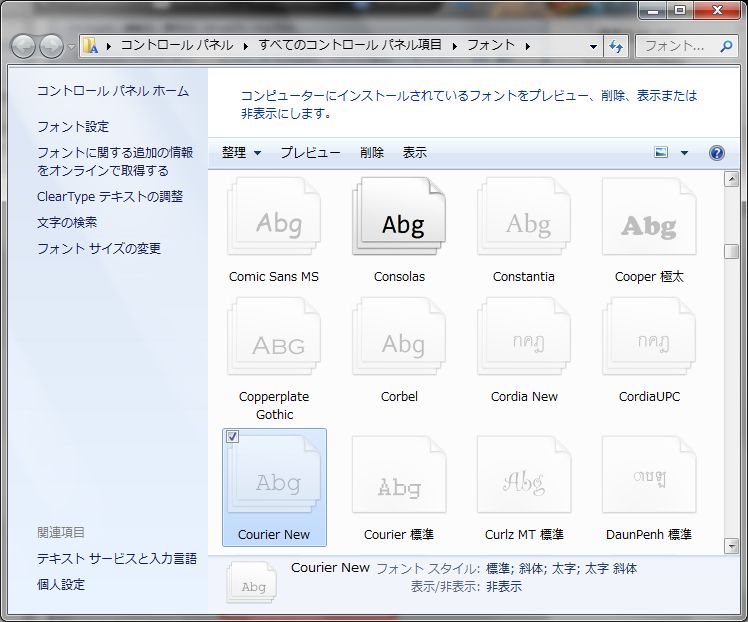 コントロール パネル ▸ すべてのコントロール パネル項目 ▸ フォント ▸
フォント...
コントロール パネル ホーム
フォント設定
フォントに関する追加の情報
をオンラインで取得する
ClearType テキストの調整
文字の検索
フォント サイズの変更
コンピューターにインストールされているフォントをプレビュー、削除、表示または
非表示にします。
整理 プレビュー 削除 表示
Abg Abg Abg Abg
Comic Sans MS Consolas Constantia Cooper 極太
ABG Abg กคฎ กคฎ
Copperplate
Gothic
Corbel Cordia New CordiaUPC
Abg Abg Abg
Courier New Courier 標準 Curlz MT 標準 DaunPenh 標準
関連項目
テキスト サービスと入力言語
個人設定
Abg
Courier New フォント スタイル: 標準; 斜体; 太字; 太字 斜体
表示/非表示: 非表示